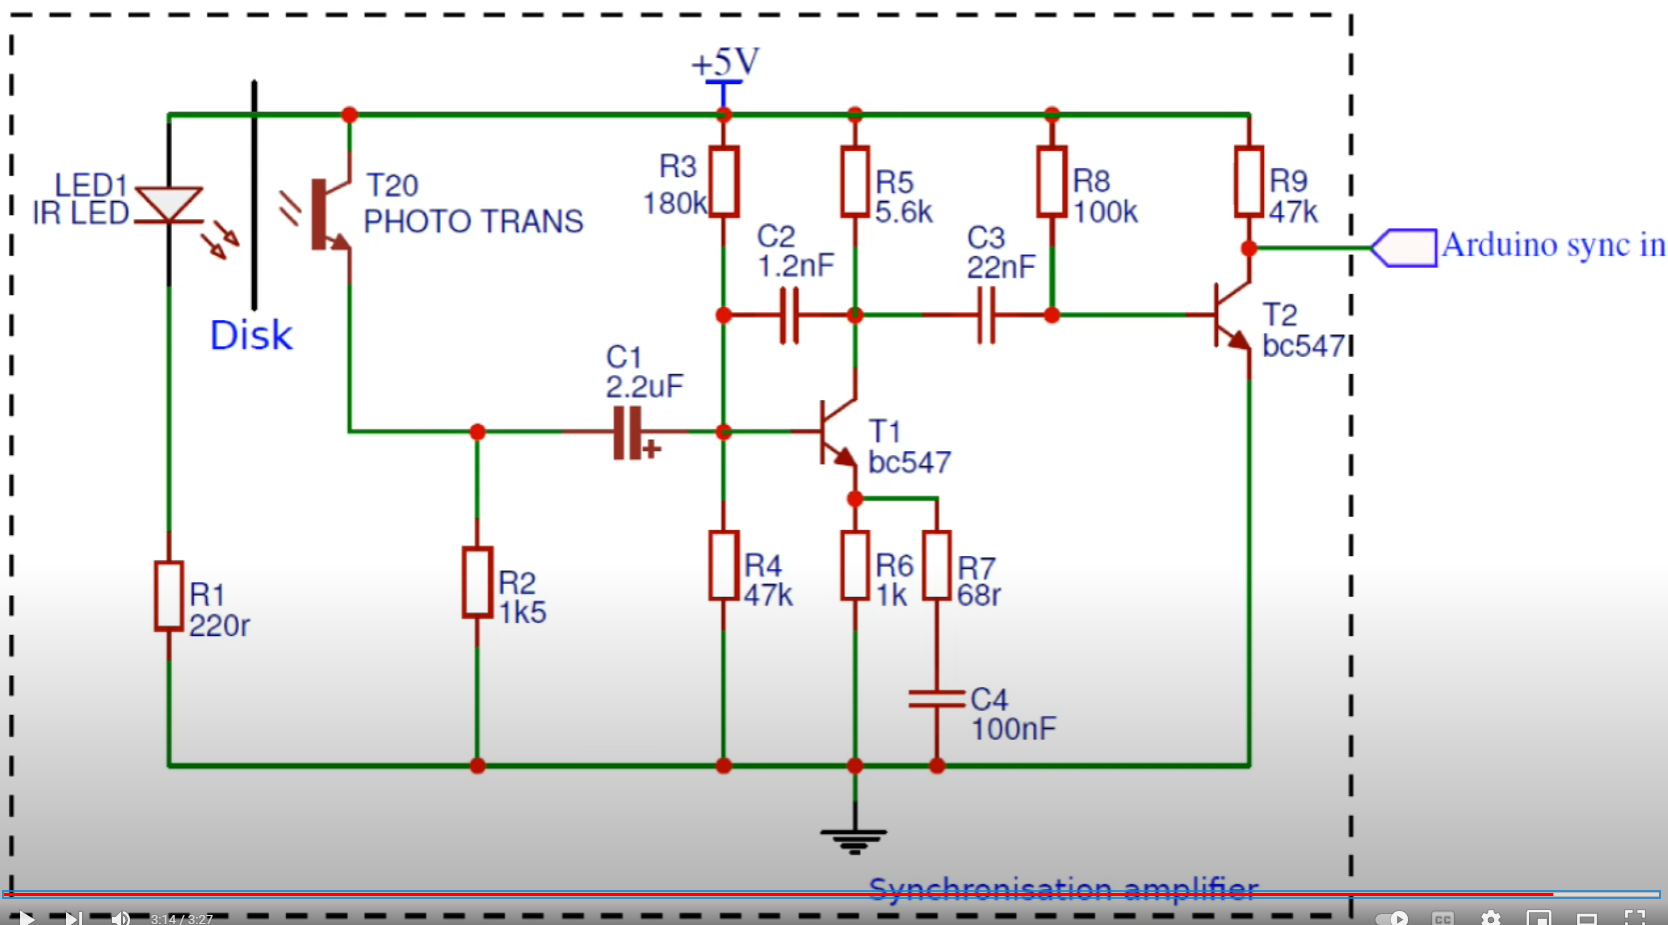 +5V
LED1
IR LED
T20
PHOTO TRANS
R3
180k
R5
5.6k
R8
100k
R9
47k
C2
1.2nF
C3
22nF
Arduino sync in
Disk
T2
bc547
C1
2.2uF
+
T1
bc547
R1
220r
R2
1k5
R4
47k
R6
1k
R7
68r
C4
100nF
Synchronisation amplifier
3:14 / 3:27
CC